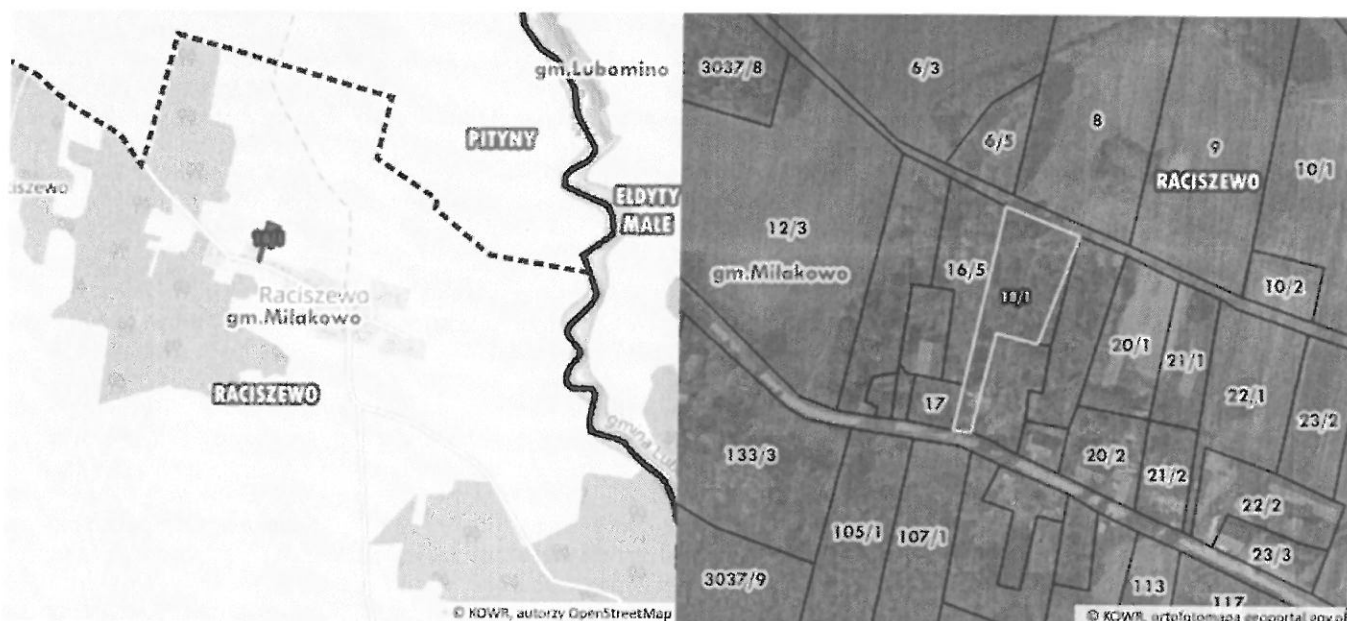 gm.Lubomino
PITYNY
ELDYTY
MAŁE
Raciszewo
gm.Miłakowo
RACISZEWO
© KOWR, autorzy OpenStreetMap
3037/8
6/3
6/5
8
9
RACISZEWO
10/1
12/3
gm.Miłakowo
16/5
18/1
10/2
20/1
21/1
22/1
23/2
17
133/3
20/2
21/2
22/2
23/3
105/1
107/1
3037/9
113
117
© KOWR, ortofotomapa geoportal.gov.pl